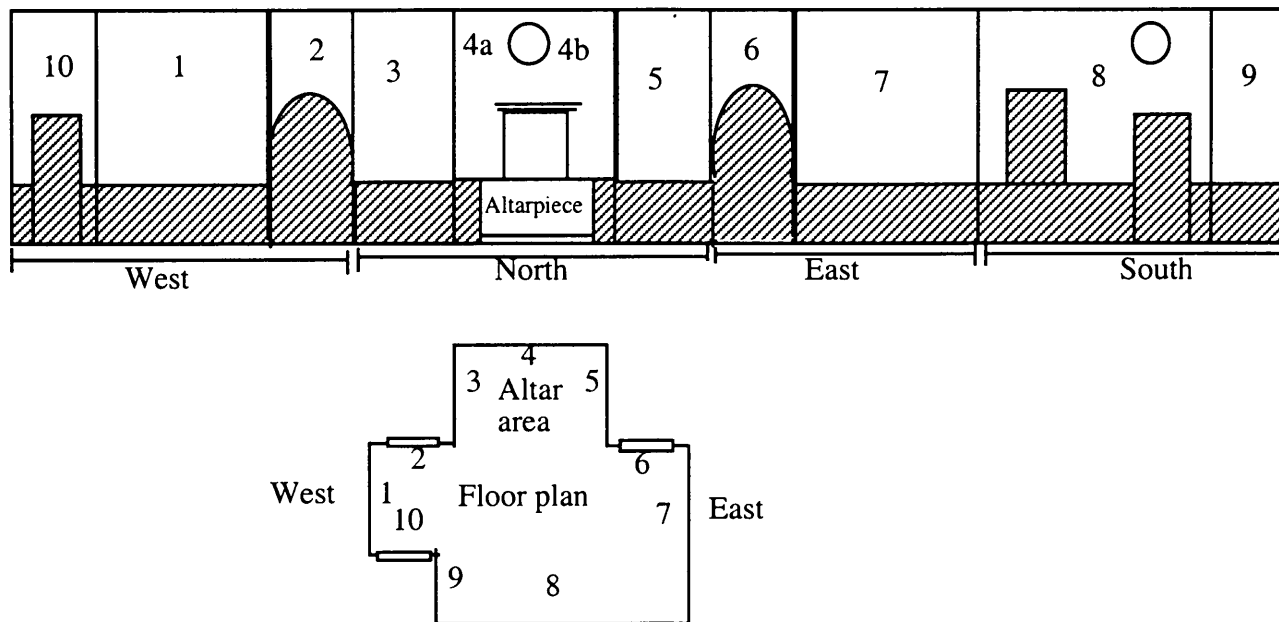 10 1 2 3 4a 4b 5 6 7 8 9
Altarpiece
West North East South
4
3 Altar 5
area
2 6
West 1 Floor plan 7 East
10
9 8